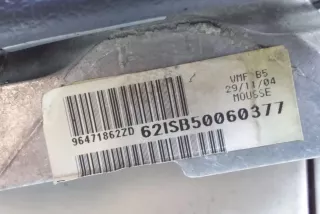 VMF B5
29/11/04
MOUSSE
96471862ZD
62ISB50060377